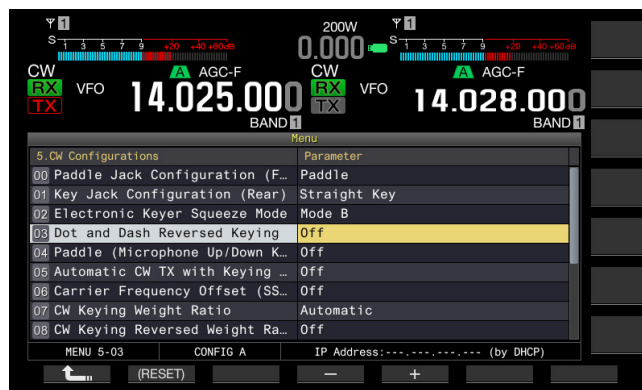 1 200W 1
S 1 3 5 7 9 +20 +40 +60dB 0.000 S 1 3 5 7 9 +20 +40 +60dB
CW A AGC-F CW A AGC-F
RX VFO 14.025.000 RX VFO 14.028.000
TX BAND 1 TX BAND 1
Menu
5.CW Configurations Parameter
00 Paddle Jack Configuration (F… Paddle
01 Key Jack Configuration (Rear) Straight Key
02 Electronic Keyer Squeeze Mode Mode B
03 Dot and Dash Reversed Keying Off
04 Paddle (Microphone Up/Down K… Off
05 Automatic CW TX with Keying … Off
06 Carrier Frequency Offset (SS… Off
07 CW Keying Weight Ratio Automatic
08 CW Keying Reversed Weight Ra… Off
MENU 5-03 CONFIG A IP Address:---.---.---.--- (by DHCP)
(RESET) − +